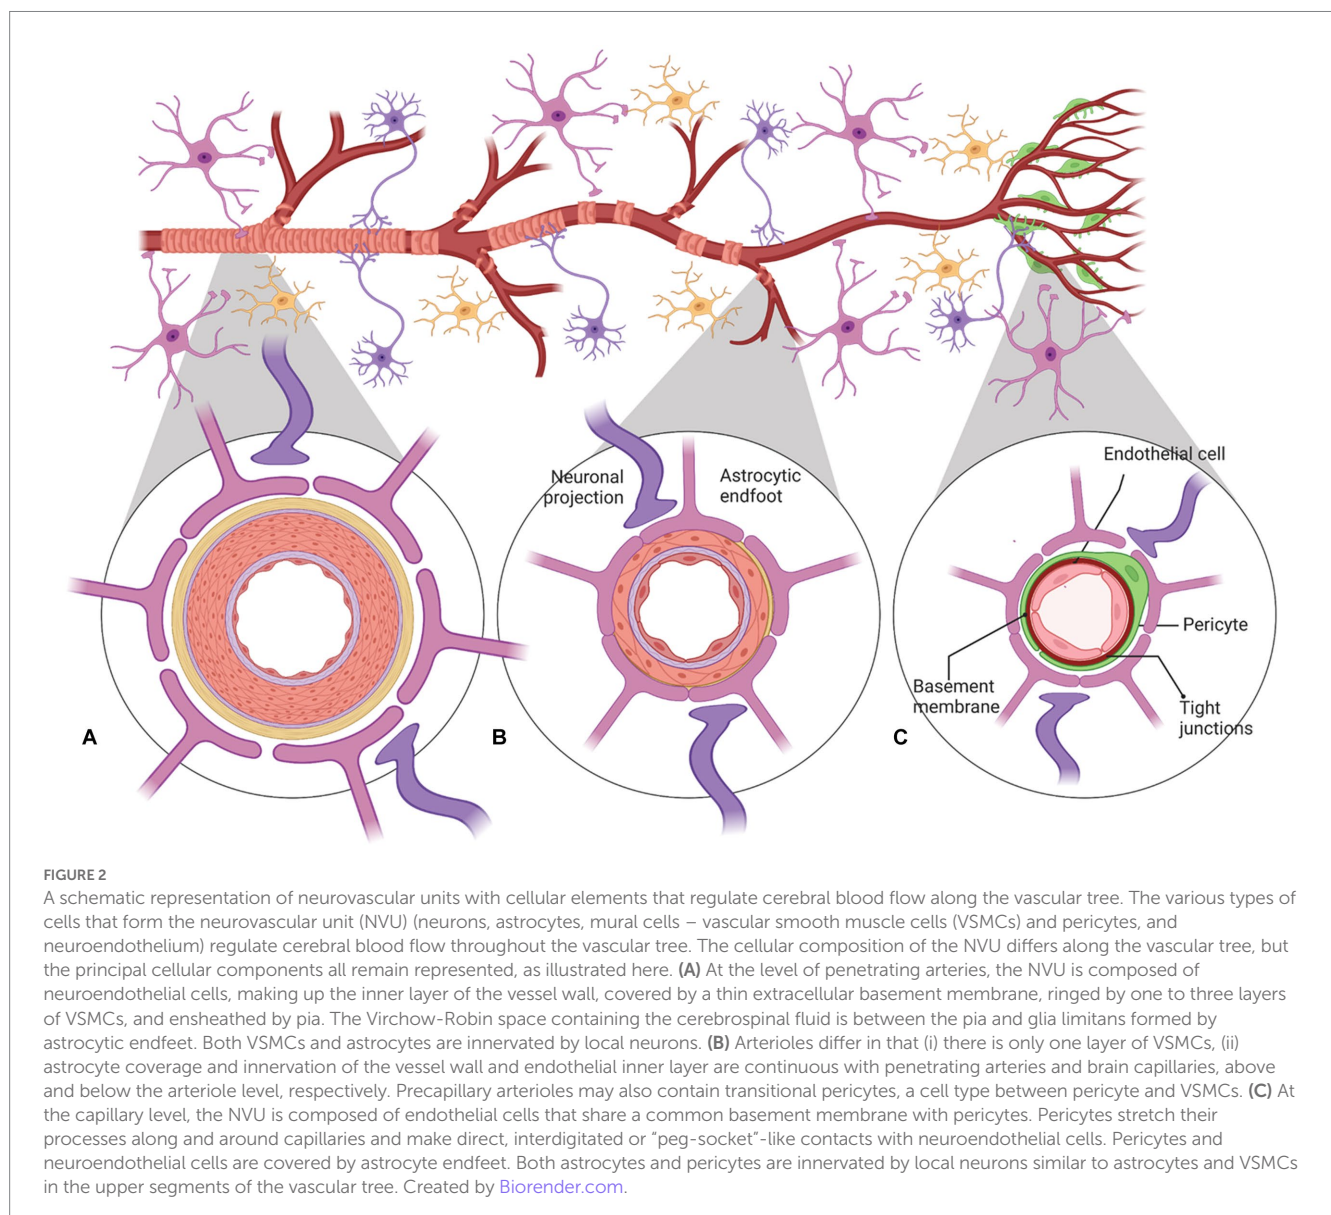 Endothelial cell
Neuronal
projection
Astrocytic
endfoot
Pericyte
Basement
membrane
Tight
junctions
A
B
C
FIGURE 2
A schematic representation of neurovascular units with cellular elements that regulate cerebral blood flow along the vascular tree. The various types of
cells that form the neurovascular unit (NVU) (neurons, astrocytes, mural cells – vascular smooth muscle cells (VSMCs) and pericytes, and
neuroendothelium) regulate cerebral blood flow throughout the vascular tree. The cellular composition of the NVU differs along the vascular tree, but
the principal cellular components all remain represented, as illustrated here. (A) At the level of penetrating arteries, the NVU is composed of
neuroendothelial cells, making up the inner layer of the vessel wall, covered by a thin extracellular basement membrane, ringed by one to three layers
of VSMCs, and ensheathed by pia. The Virchow-Robin space containing the cerebrospinal fluid is between the pia and glia limitans formed by
astrocytic endfeet. Both VSMCs and astrocytes are innervated by local neurons. (B) Arterioles differ in that (i) there is only one layer of VSMCs, (ii)
astrocyte coverage and innervation of the vessel wall and endothelial inner layer are continuous with penetrating arteries and brain capillaries, above
and below the arteriole level, respectively. Precapillary arterioles may also contain transitional pericytes, a cell type between pericyte and VSMCs. (C) At
the capillary level, the NVU is composed of endothelial cells that share a common basement membrane with pericytes. Pericytes stretch their
processes along and around capillaries and make direct, interdigitated or “peg-socket”-like contacts with neuroendothelial cells. Pericytes and
neuroendothelial cells are covered by astrocyte endfeet. Both astrocytes and pericytes are innervated by local neurons similar to astrocytes and VSMCs
in the upper segments of the vascular tree. Created by Biorender.com.